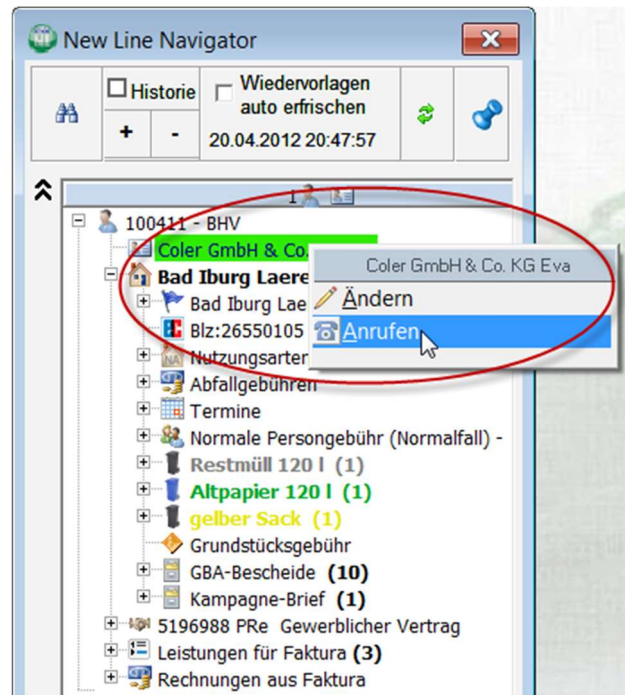 New Line Navigator
Historie
Wiedervorlagen
auto erfrischen
+ -
20.04.2012 20:47:57
1
100411 - BHV
Coler GmbH & Co.
Coler GmbH & Co. KG Eva
Bad Iburg Laere
Ändern
Bad Iburg Lae
Anrufen
Blz:26550105
Nutzungsarten
Abfallgebühren
Termine
Normale Persongebühr (Normalfall) -
Restmüll 120 l (1)
Altpapier 120 l (1)
gelber Sack (1)
Grundstücksgebühr
GBA-Bescheide (10)
Kampagne-Brief (1)
5196988 PRe Gewerblicher Vertrag
Leistungen für Faktura (3)
Rechnungen aus Faktura